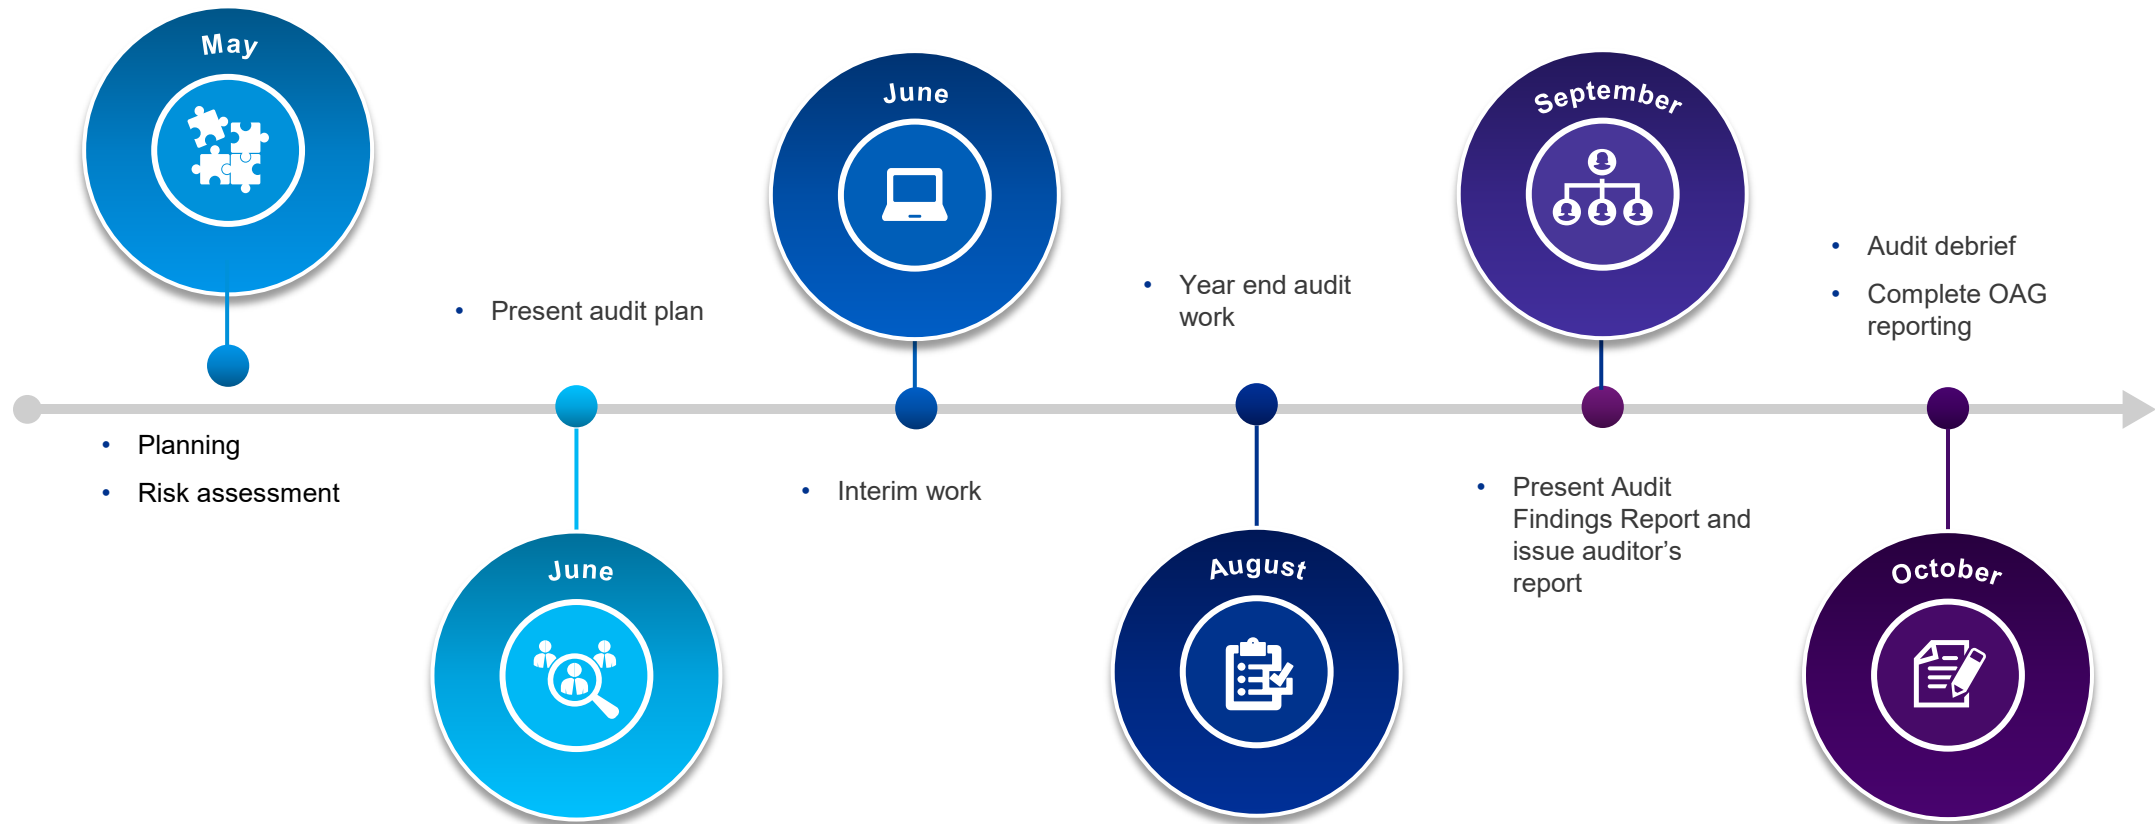 May
• Planning
• Risk assessment
• Present audit plan
June
June
• Interim work
• Year end audit
work
August
September
• Present Audit
Findings Report and
issue auditor’s
report
• Audit debrief
• Complete OAG
reporting
October